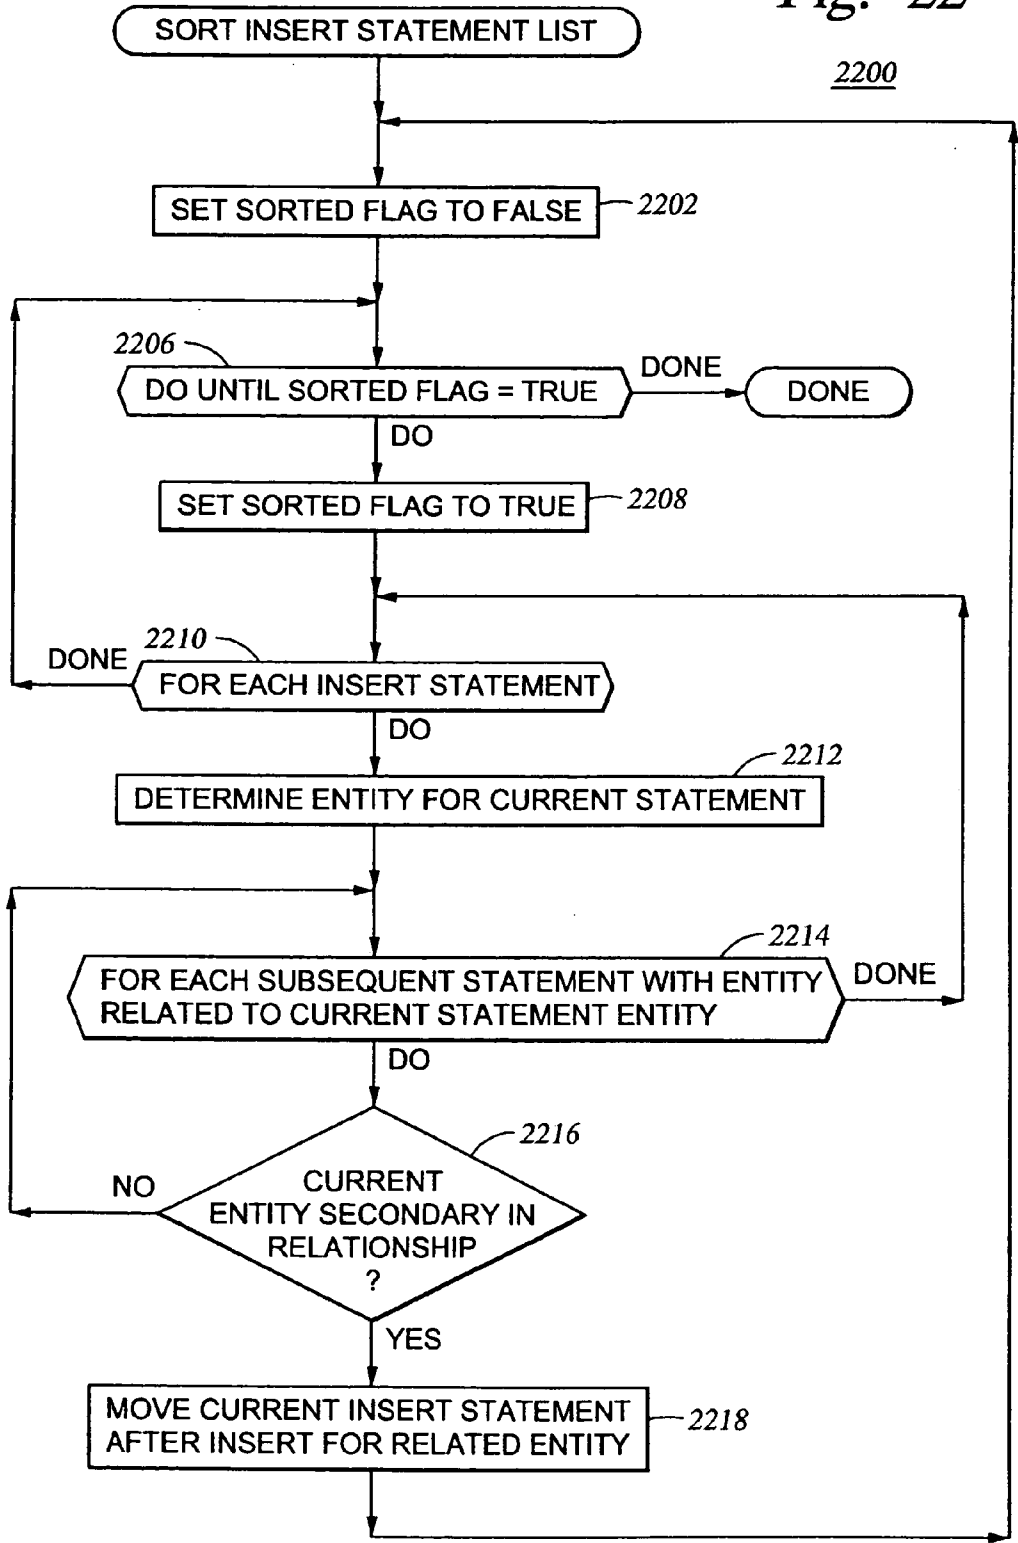 Fig. 22
SORT INSERT STATEMENT LIST
2200
SET SORTED FLAG TO FALSE
2202
2206
DO UNTIL SORTED FLAG = TRUE
DONE
DONE
DO
SET SORTED FLAG TO TRUE
2208
2210
DONE
FOR EACH INSERT STATEMENT
DO
2212
DETERMINE ENTITY FOR CURRENT STATEMENT
2214
FOR EACH SUBSEQUENT STATEMENT WITH ENTITY
RELATED TO CURRENT STATEMENT ENTITY
DONE
DO
2216
NO
CURRENT
ENTITY SECONDARY IN
RELATIONSHIP
?
YES
MOVE CURRENT INSERT STATEMENT
AFTER INSERT FOR RELATED ENTITY
2218